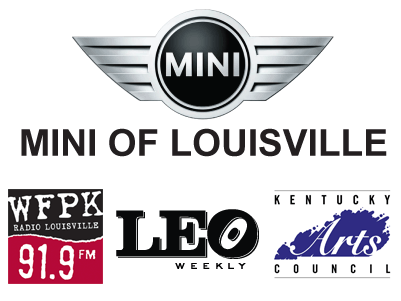 MINI
MINI OF LOUISVILLE
WFPK
RADIO LOUISVILLE
91.9 FM
LEO
WEEKLY
KENTUCKY
Arts
COUNCIL